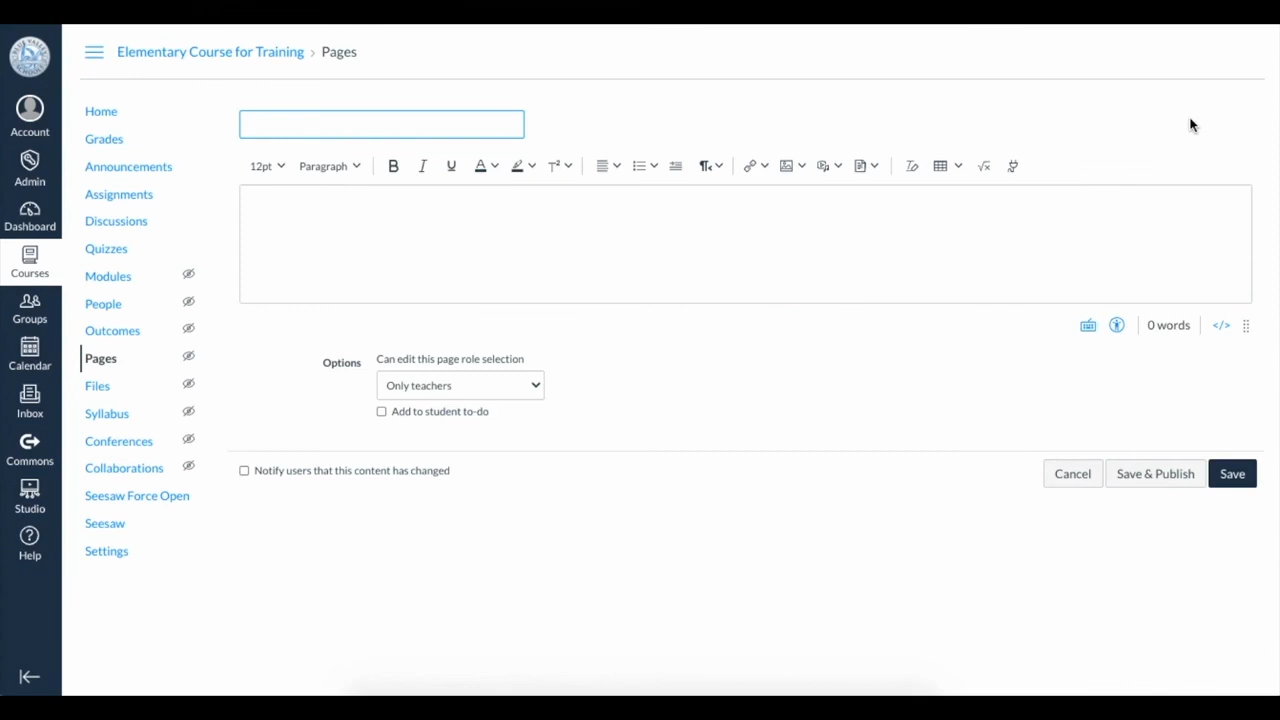 Elementary Course for Training › Pages
Account
Admin
Dashboard
Courses
Groups
Calendar
Inbox
Commons
Studio
Help
Home
Grades
Announcements
Assignments
Discussions
Quizzes
Modules
People
Outcomes
Pages
Files
Syllabus
Conferences
Collaborations
Seesaw Force Open
Seesaw
Settings
12pt Paragraph B I U A T²
0 words </>
Options Can edit this page role selection
Only teachers
Add to student to-do
Notify users that this content has changed Cancel Save & Publish Save